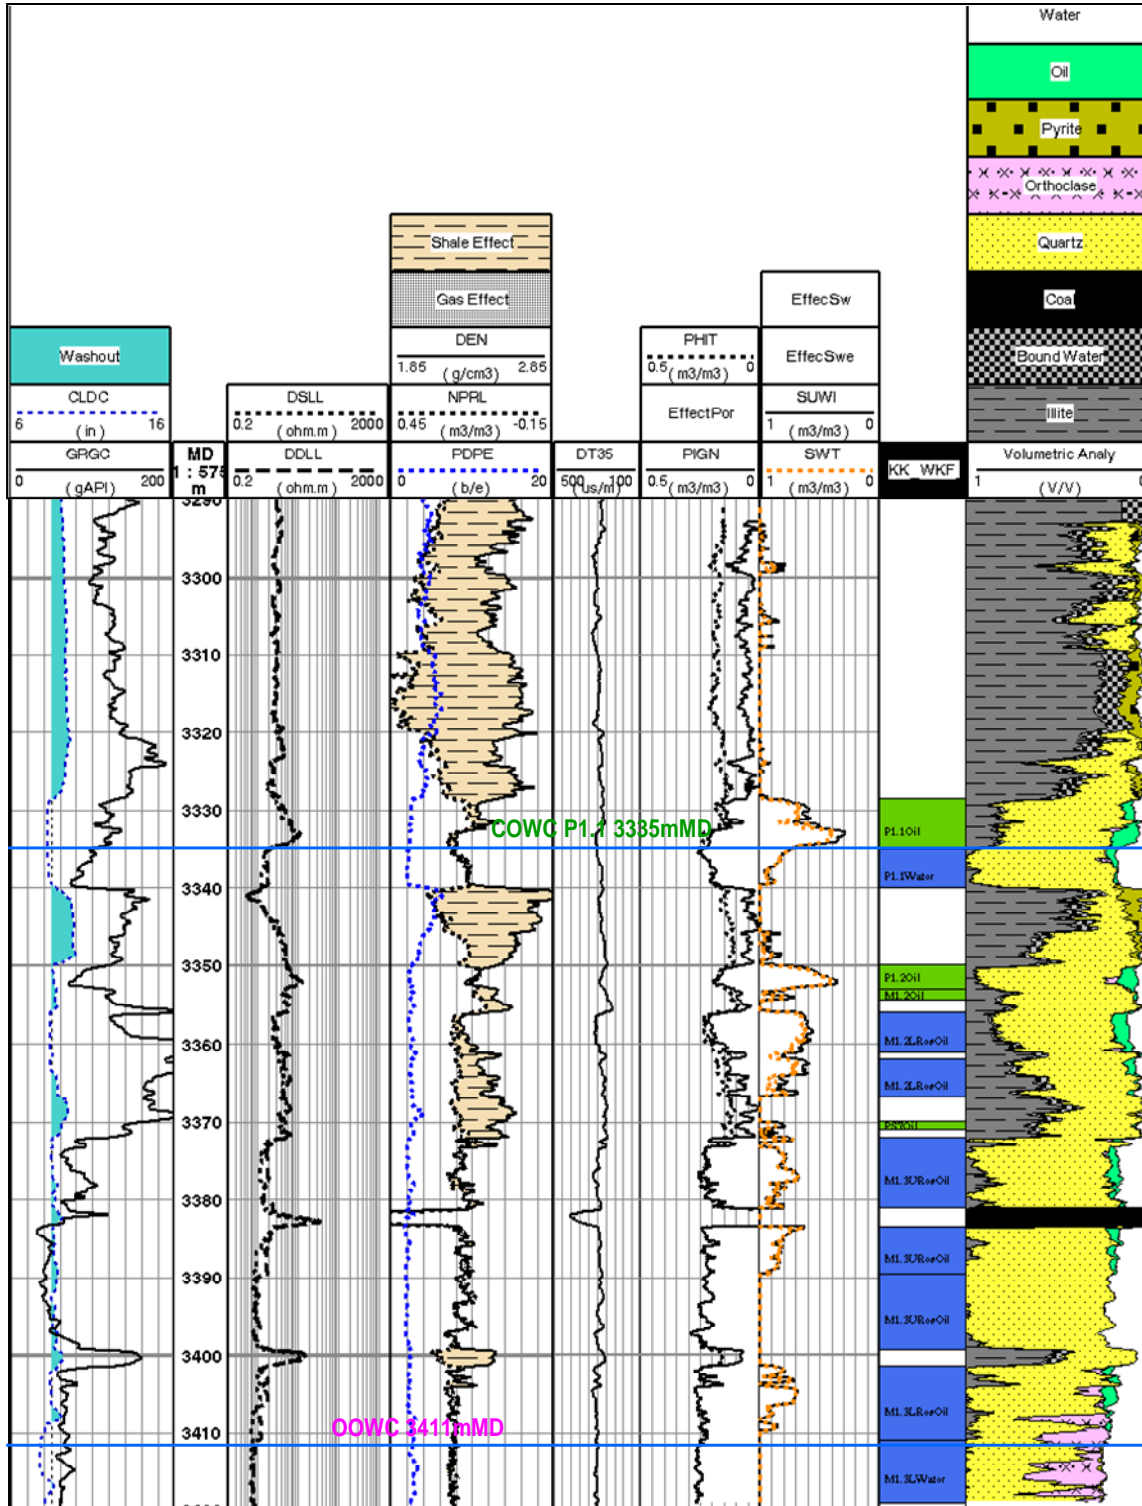 Water
Oil
Pyrite
Orthoclase
Shale Effect
Quartz
Gas Effect
EffecSw
Coal
Washout
DEN
1.85 (g/cm3) 2.85
PHIT
0.5 (m3/m3) 0
EffecSwe
Bound Water
CLDC
6 (in) 16
DSLL
0.2 (ohm.m) 2000
NPRL
0.45 (m3/m3) -0.15
EffectPor
SUWI
1 (m3/m3) 0
Illite
GRGC
0 (gAPI) 200
MD
1 : 575
m
DDLL
0.2 (ohm.m) 2000
PDPE
0 (b/e) 20
DT35
500 (us/m) 100
PIGN
0.5 (m3/m3) 0
SWT
1 (m3/m3) 0
KK_WKF
Volumetric Analy
1 (V/V) 0
3290
3300
3310
3320
3330
COWC P1.1 3335mMD
P1.1Oil
P1.1Water
3340
3350
P1.2Oil
M1.2Oil
3360
M1.2LResOil
M1.2LResOil
3370
M1.3UResOil
3380
M1.3UResOil
3390
M1.3UResOil
3400
M1.3LResOil
OOWC 3411mMD
3410
M1.3LWater